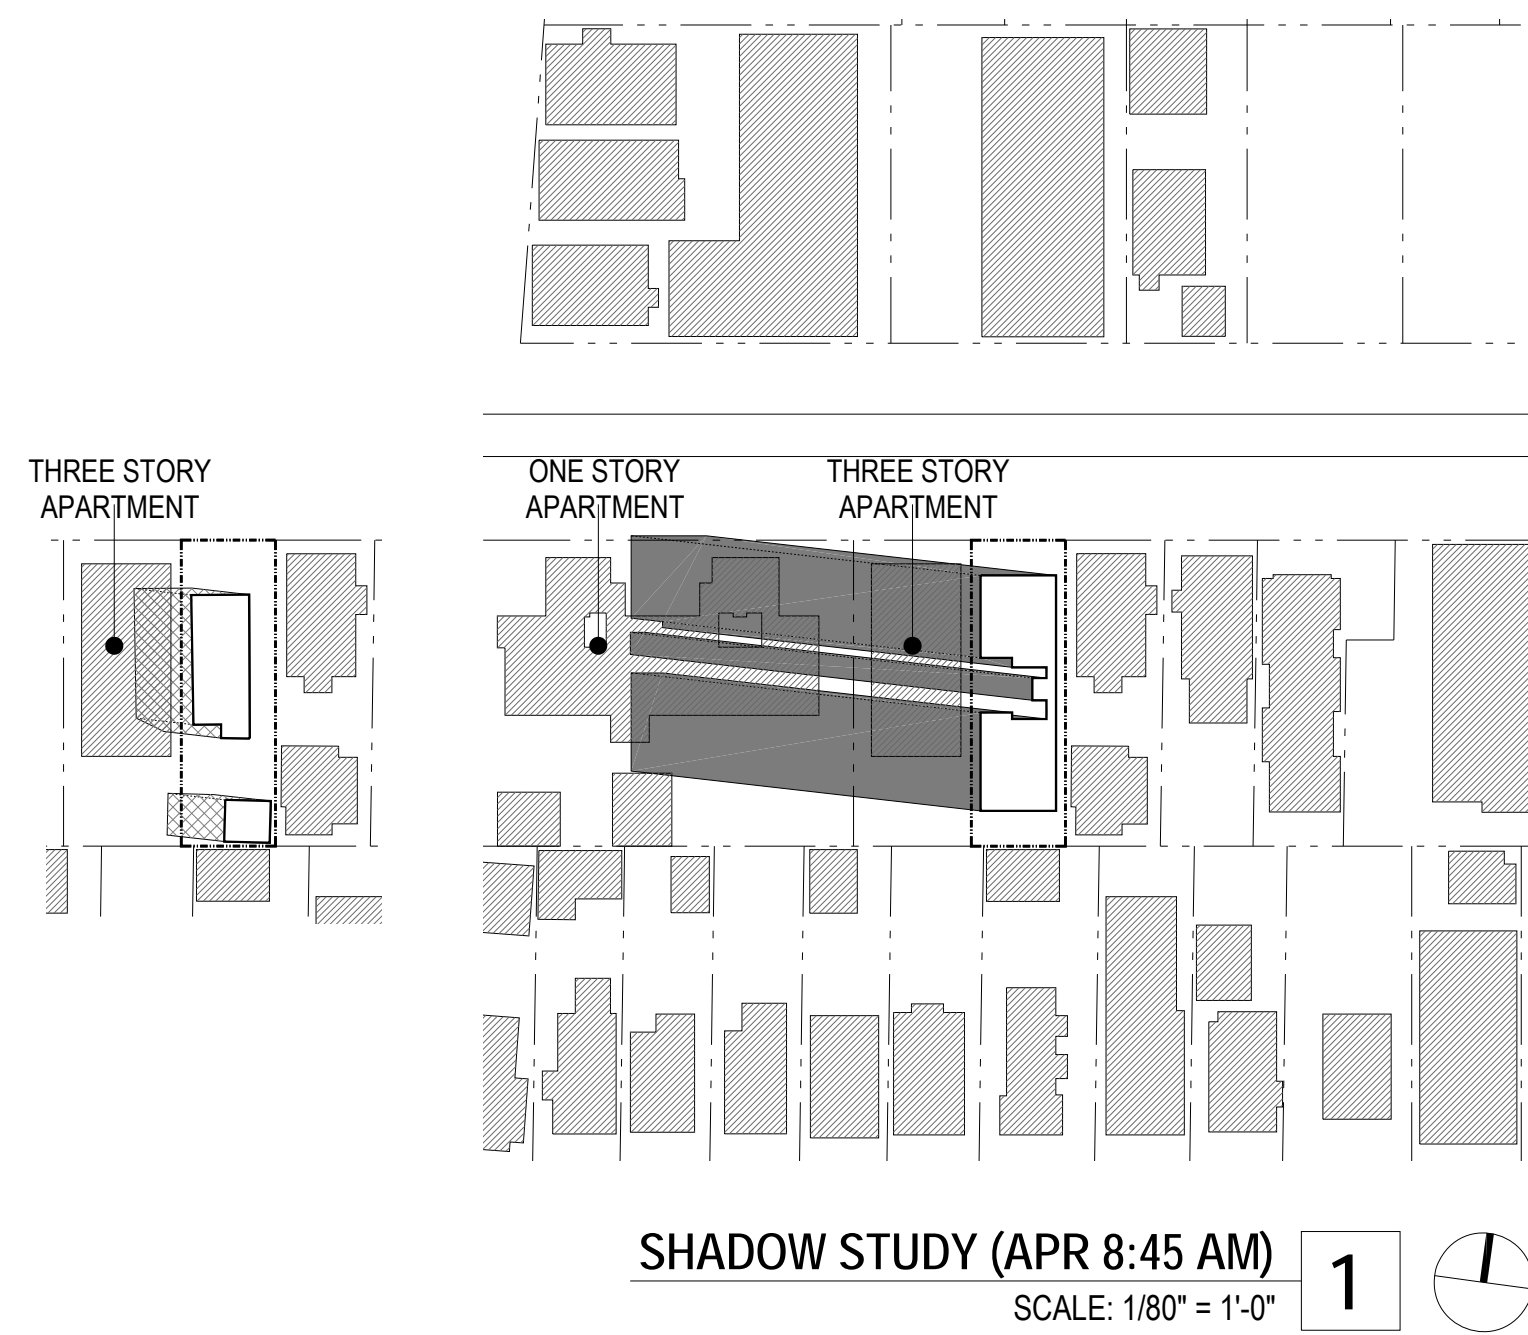 THREE STORY
APARTMENT
ONE STORY
APARTMENT
THREE STORY
APARTMENT
SHADOW STUDY (APR 8:45 AM)
SCALE: 1/80" = 1'-0"
1